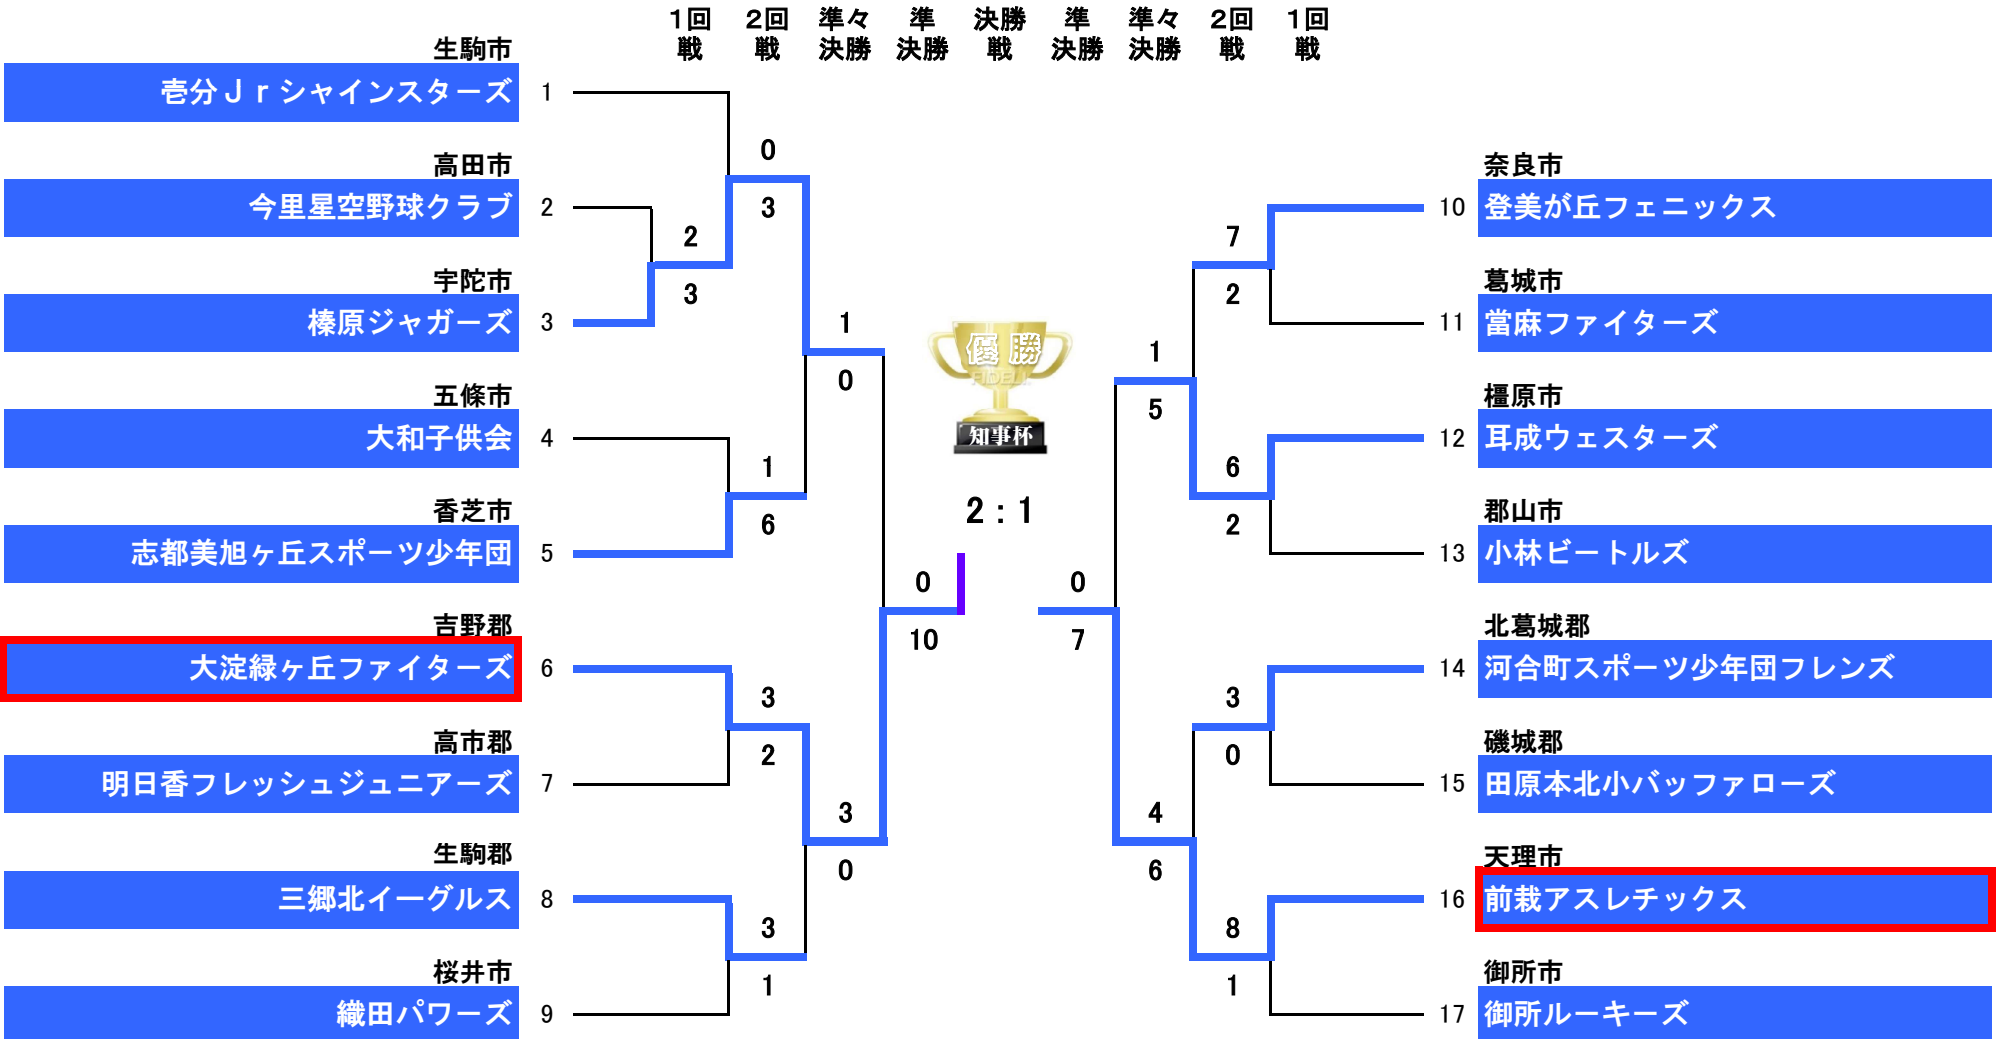 1回
戦
2回
戦
準々
決勝
準
決勝
決勝
戦
準
決勝
準々
決勝
2回
戦
1回
戦
生駒市
壱分Ｊｒシャインスターズ 1
高田市
今里星空野球クラブ 2
宇陀市
榛原ジャガーズ 3
五條市
大和子供会 4
香芝市
志都美旭ヶ丘スポーツ少年団 5
吉野郡
大淀緑ヶ丘ファイターズ 6
高市郡
明日香フレッシュジュニアーズ 7
生駒郡
三郷北イーグルス 8
桜井市
織田パワーズ 9
0
3
2
3
1
0
1
6
0
10
3
2
3
0
3
1
優勝
FIDELI
知事杯
2：1
7
2
1
5
6
2
0
7
3
0
4
6
8
1
奈良市
10 登美が丘フェニックス
葛城市
11 當麻ファイターズ
橿原市
12 耳成ウェスターズ
郡山市
13 小林ビートルズ
北葛城郡
14 河合町スポーツ少年団フレンズ
磯城郡
15 田原本北小バッファローズ
天理市
16 前栽アスレチックス
御所市
17 御所ルーキーズ